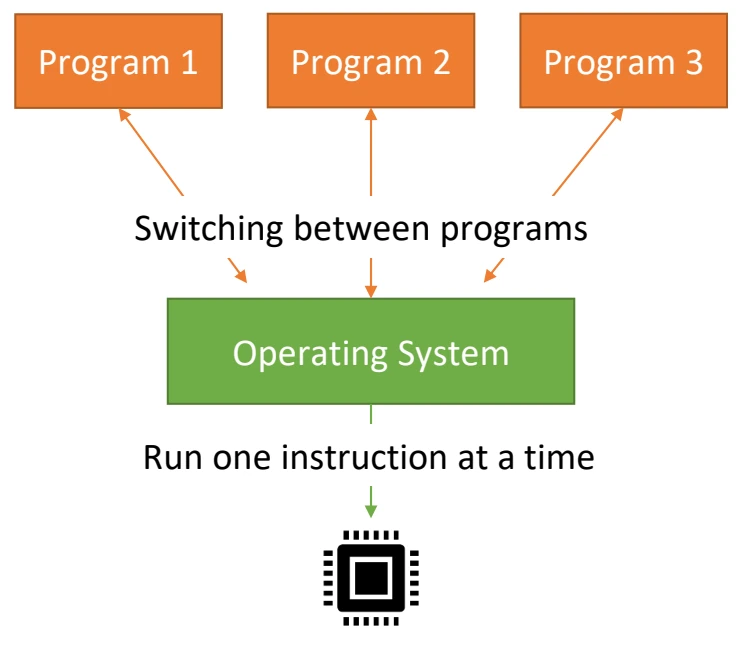 Program 1
Program 2
Program 3
Switching between programs
Operating System
Run one instruction at a time